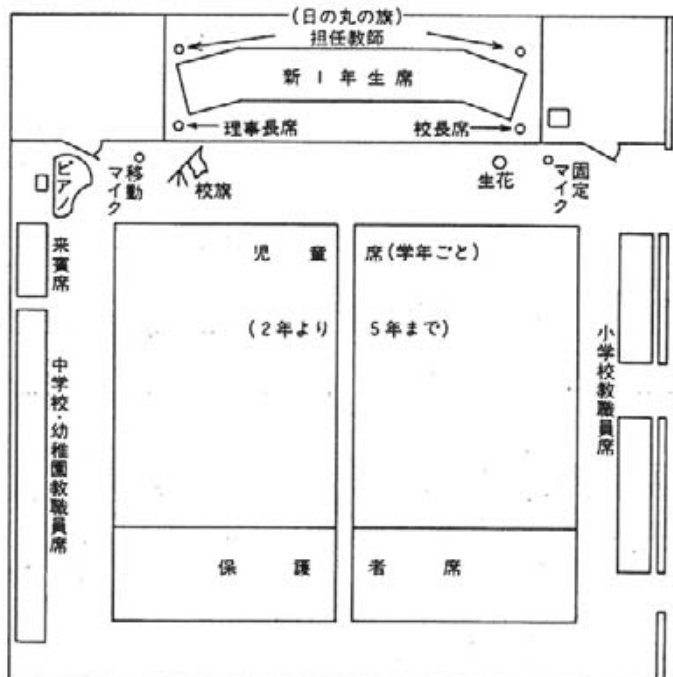 (日の丸の旗)
担任教師
新1年生席
理事長席
校長席
ピアノ
移動
マイク
校旗
生花
固定
マイク
来賓席
児童席(学年ごと)
(2年より5年まで)
中学校・幼稚園教職員席
小学校教職員席
保護者席